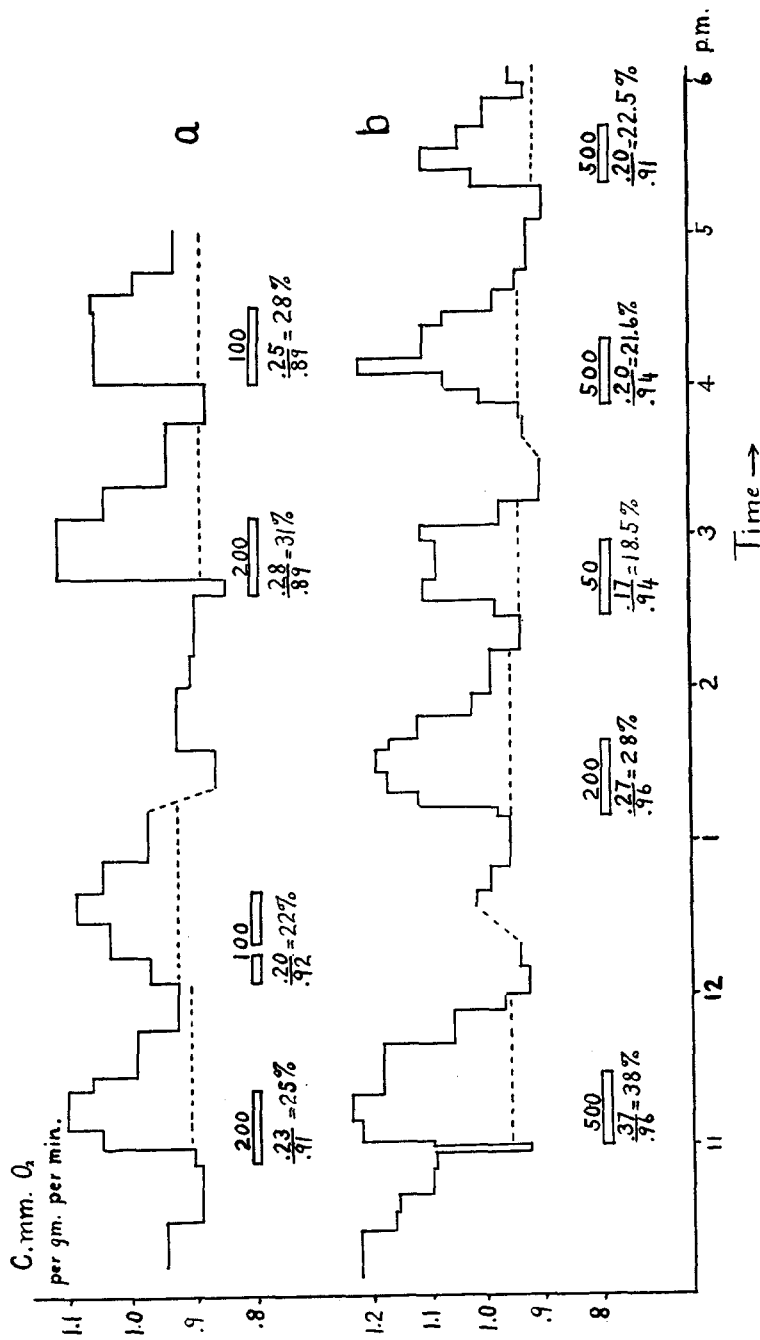 C.mm. O₂
per gm. per min.
1.1
1.0
.9
.8
a
200
.23/.91 = 25%
100
.20/.92 = 22%
200
.28/.89 = 31%
100
.25/.89 = 28%
1.2
1.1
1.0
.9
.8
b
500
.37/.96 = 38%
200
.27/.96 = 28%
50
.17/.94 = 18.5%
500
.20/.94 = 21.6%
500
.20/.91 = 22.5%
11 12 1 2 3 4 5 6 p.m.
Time →